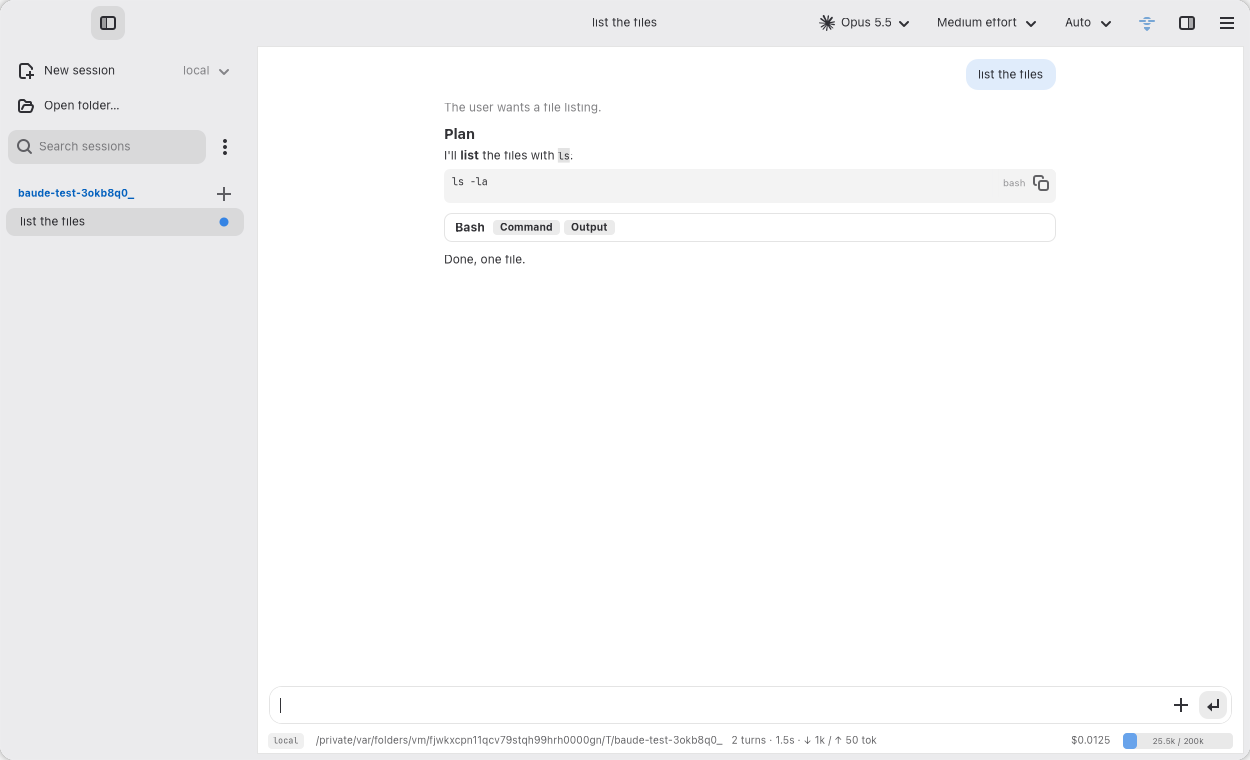 list the files
Opus 5.5
Medium effort
Auto
New session
local
Open folder...
Search sessions
baude-test-3okb8q0_
list the files
list the files
The user wants a file listing.
Plan
I'll list the files with ls.
ls -la
bash
Bash Command Output
Done, one file.
local /private/var/folders/vm/fjwkxcpn11qcv79stqh99hrh0000gn/T/baude-test-3okb8q0_ 2 turns · 1.5s · ↓ 1k / ↑ 50 tok
$0.0125 25.5k / 200k